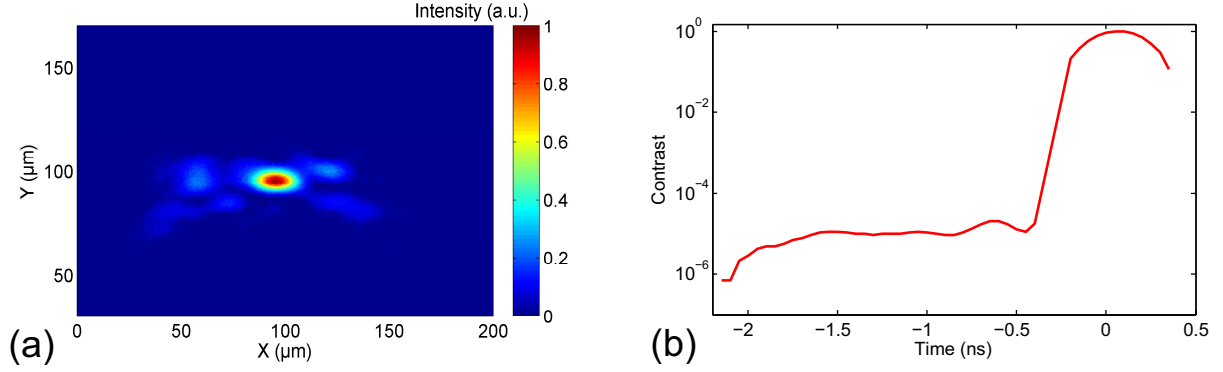 Intensity (a.u.)
1
0.8
0.6
0.4
0.2
0
150
100
50
Y (µm)
0 50 100 150 200
X (µm)
(a)
10^0
10^−2
10^−4
10^−6
Contrast
−2 −1.5 −1 −0.5 0 0.5
Time (ns)
(b)